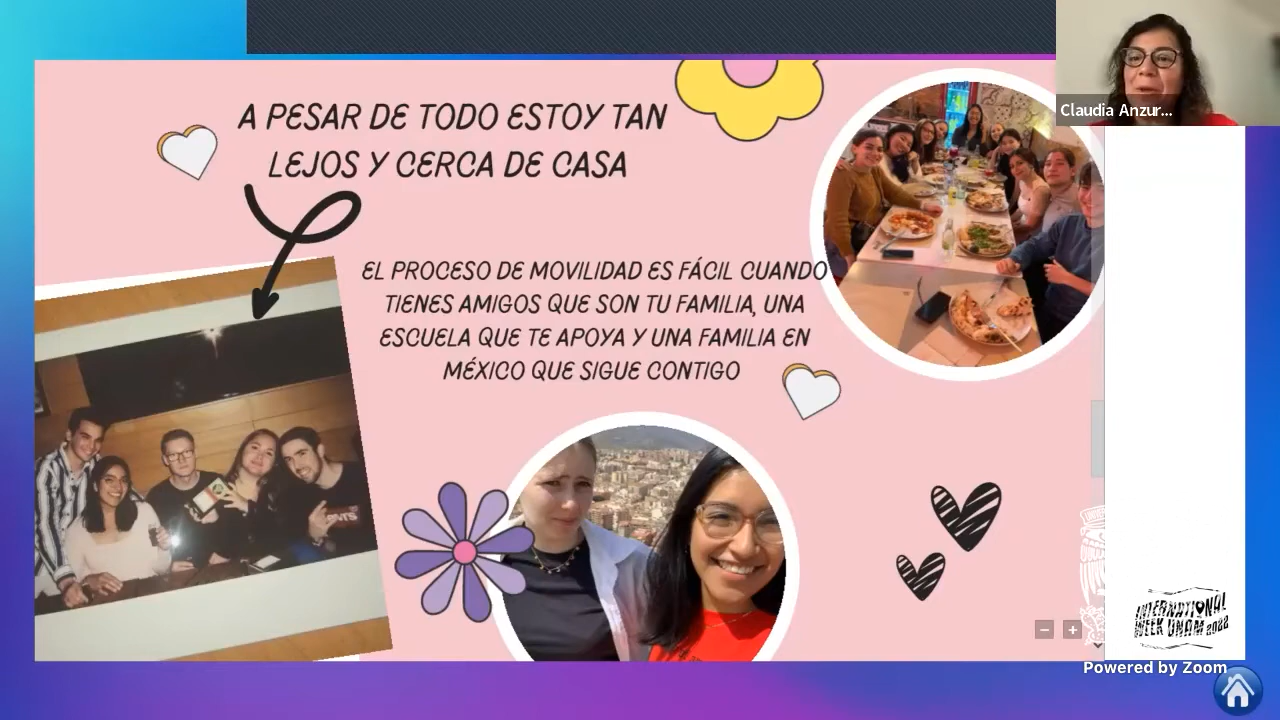 A PESAR DE TODO ESTOY TAN
LEJOS Y CERCA DE CASA
Claudia Anzur...
EL PROCESO DE MOVILIDAD ES FÁCIL CUANDO
TIENES AMIGOS QUE SON TU FAMILIA, UNA
ESCUELA QUE TE APOYA Y UNA FAMILIA EN
MÉXICO QUE SIGUE CONTIGO
INTERNATIONAL
WEEK UNAM 2022
Powered by Zoom